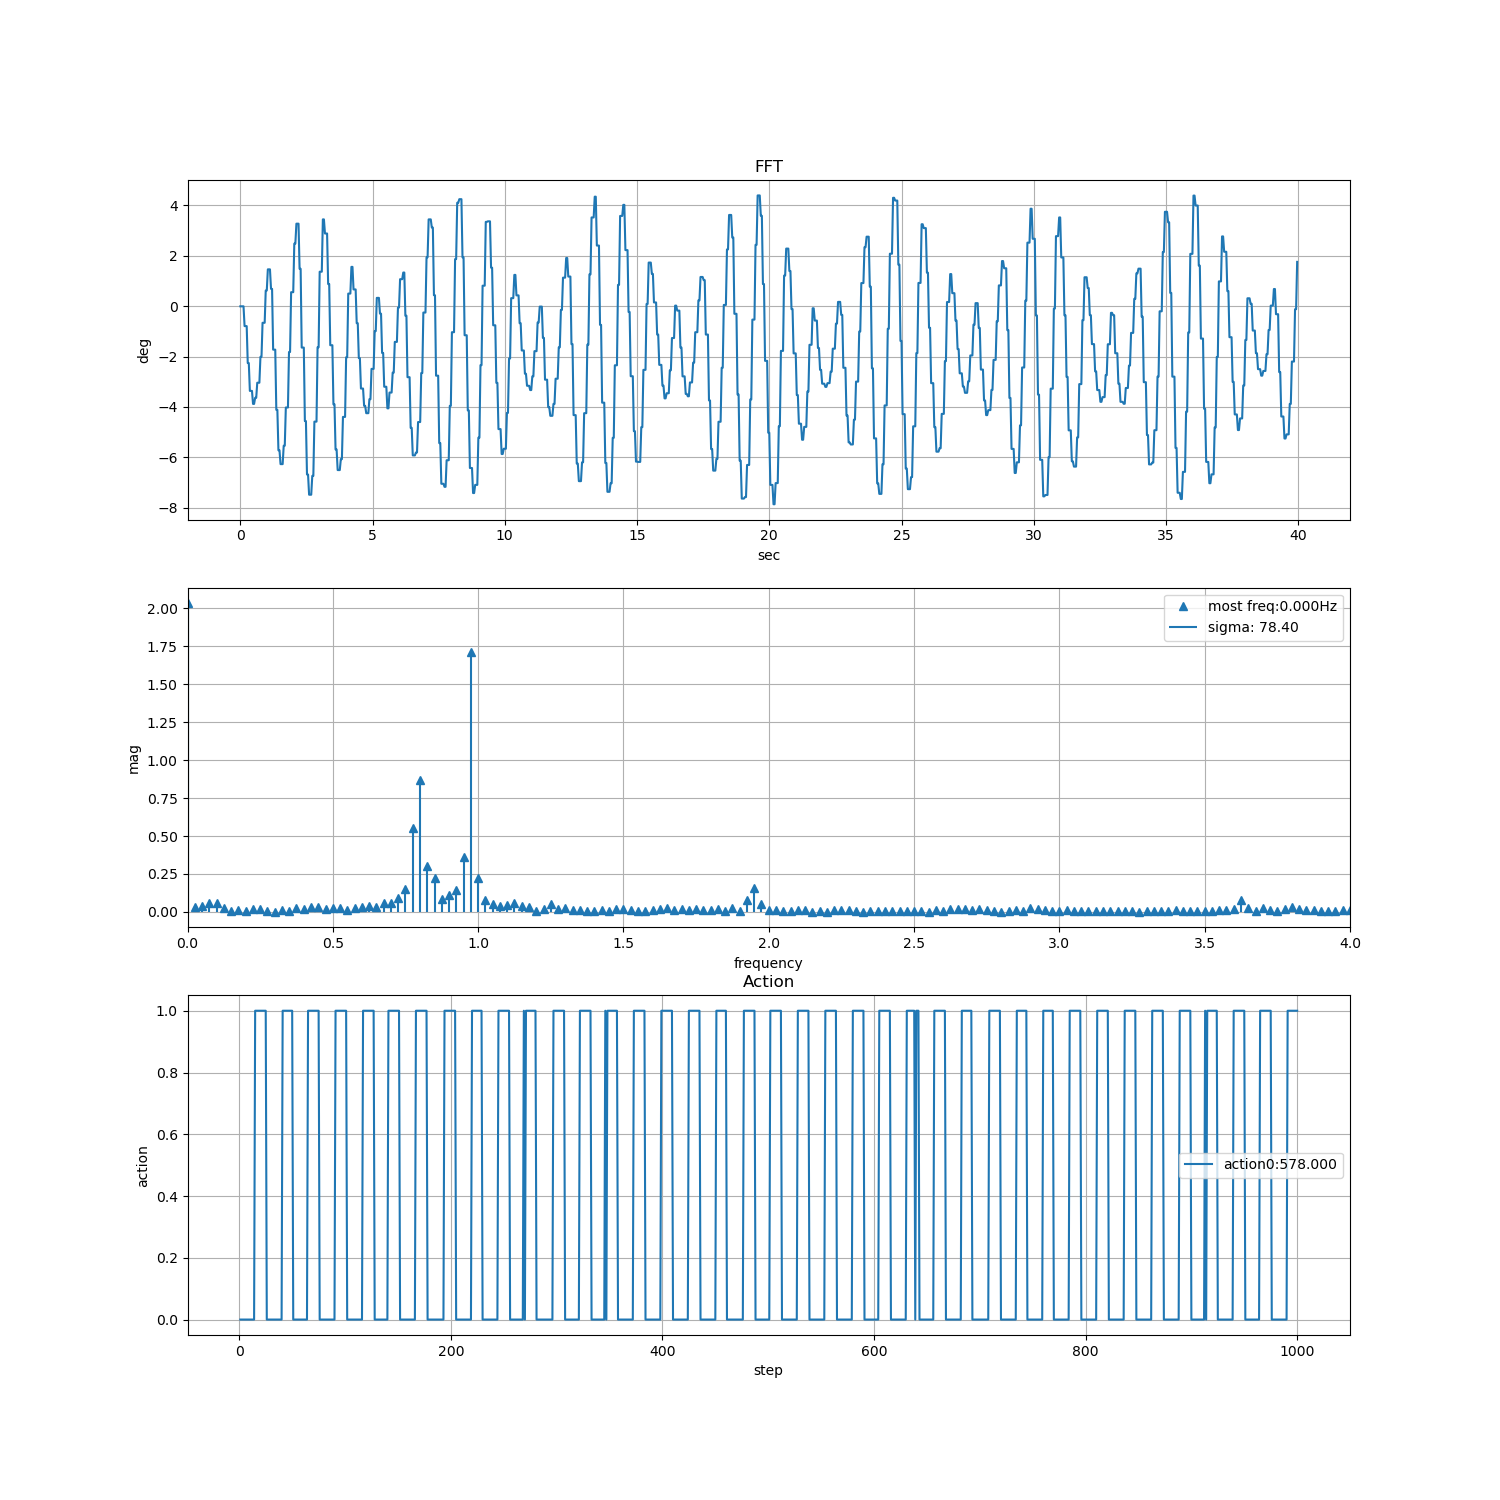 FFT
4
2
0
−2
−4
−6
−8
deg
0 5 10 15 20 25 30 35 40
sec
2.00
1.75
1.50
1.25
1.00
0.75
0.50
0.25
0.00
mag
most freq:0.000Hz
sigma: 78.40
0.0 0.5 1.0 1.5 2.0 2.5 3.0 3.5 4.0
frequency
Action
1.0
0.8
0.6
0.4
0.2
0.0
action
action0:578.000
0 200 400 600 800 1000
step